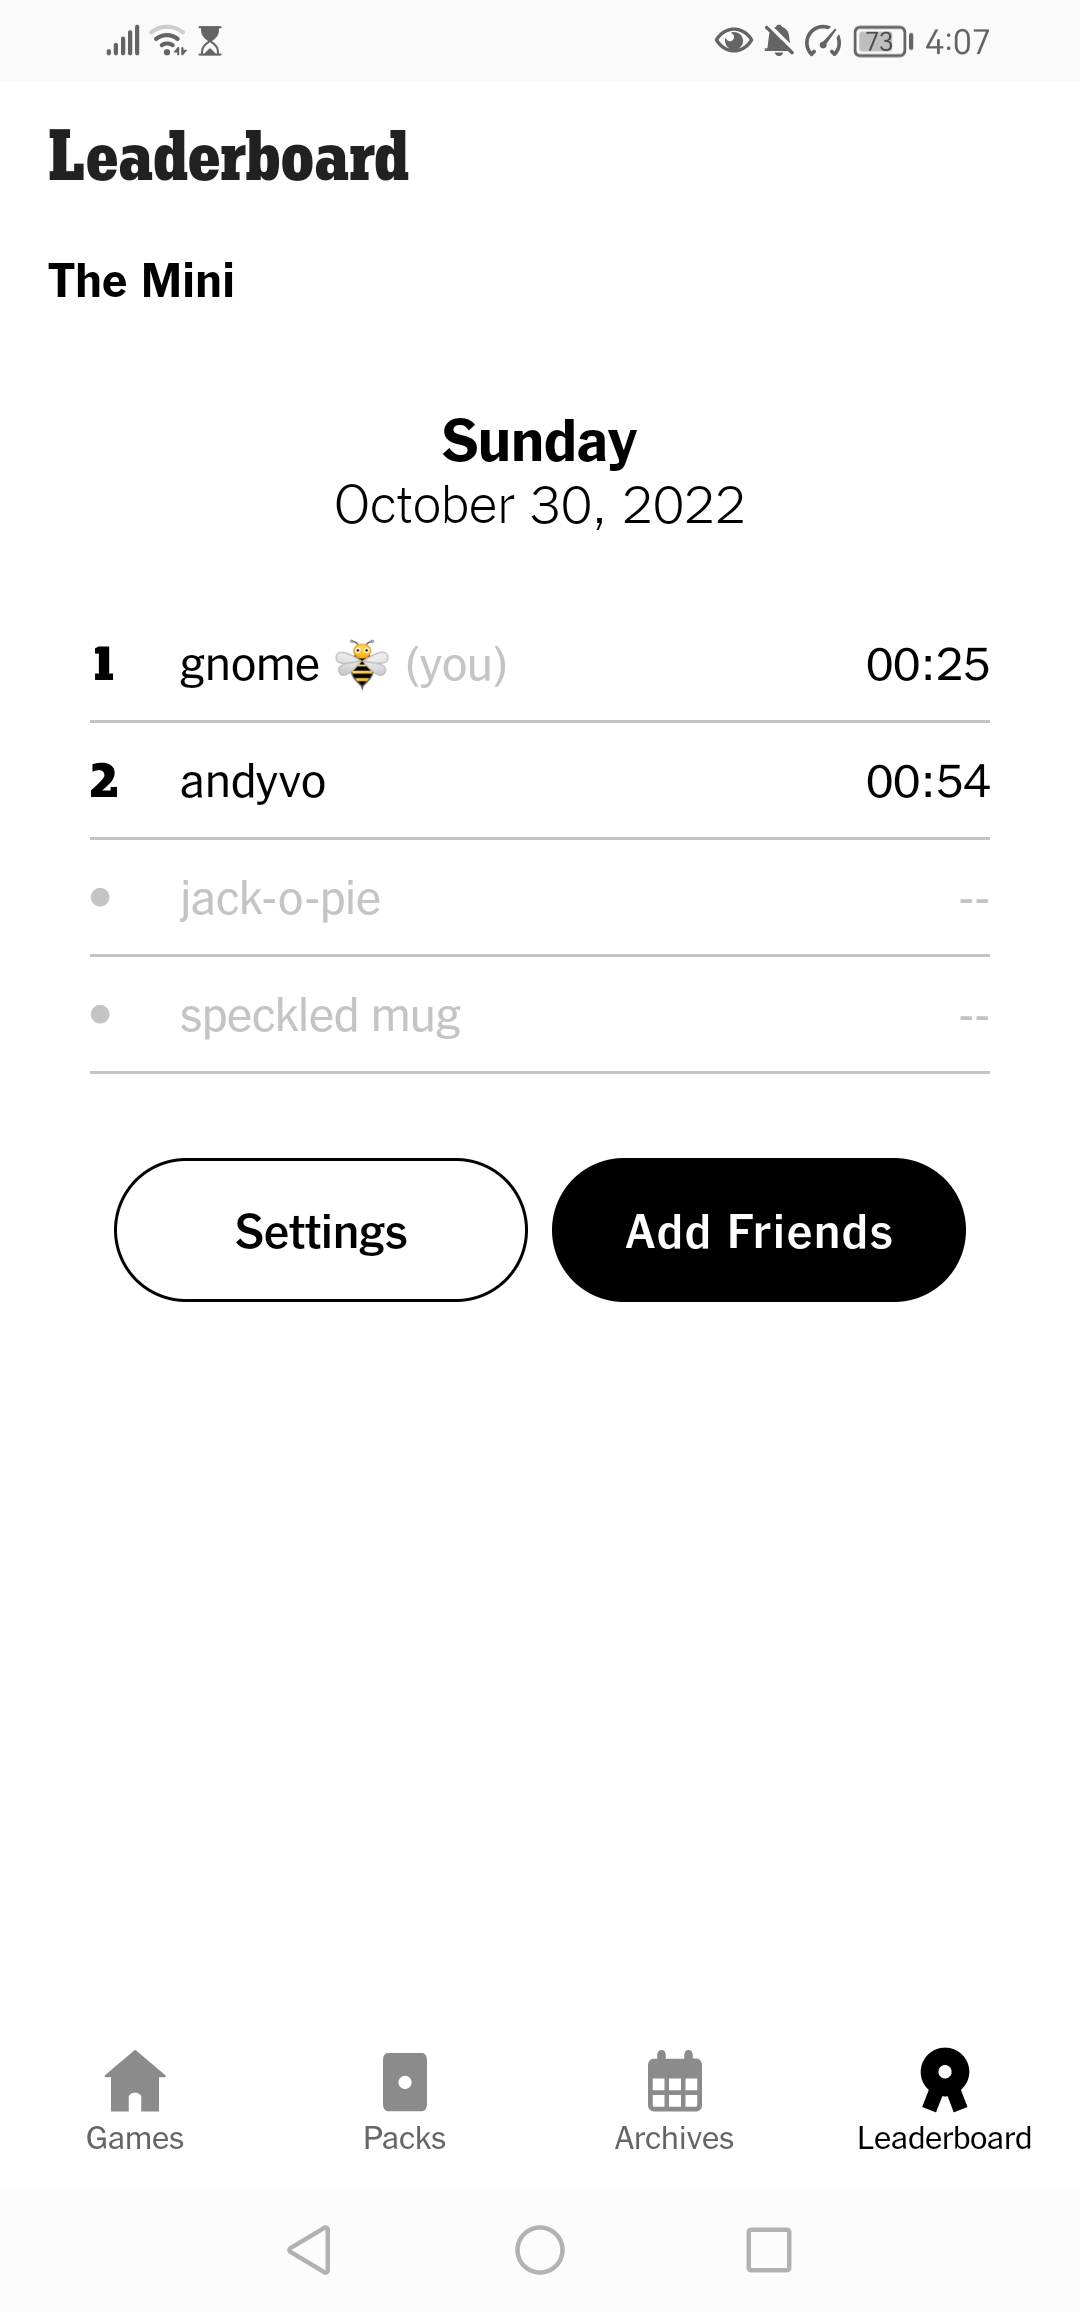 73 4:07
Leaderboard
The Mini
Sunday
October 30, 2022
1 gnome 🐝 (you) 00:25
2 andyvo 00:54
• jack-o-pie --
• speckled mug --
Settings Add Friends
Games Packs Archives Leaderboard